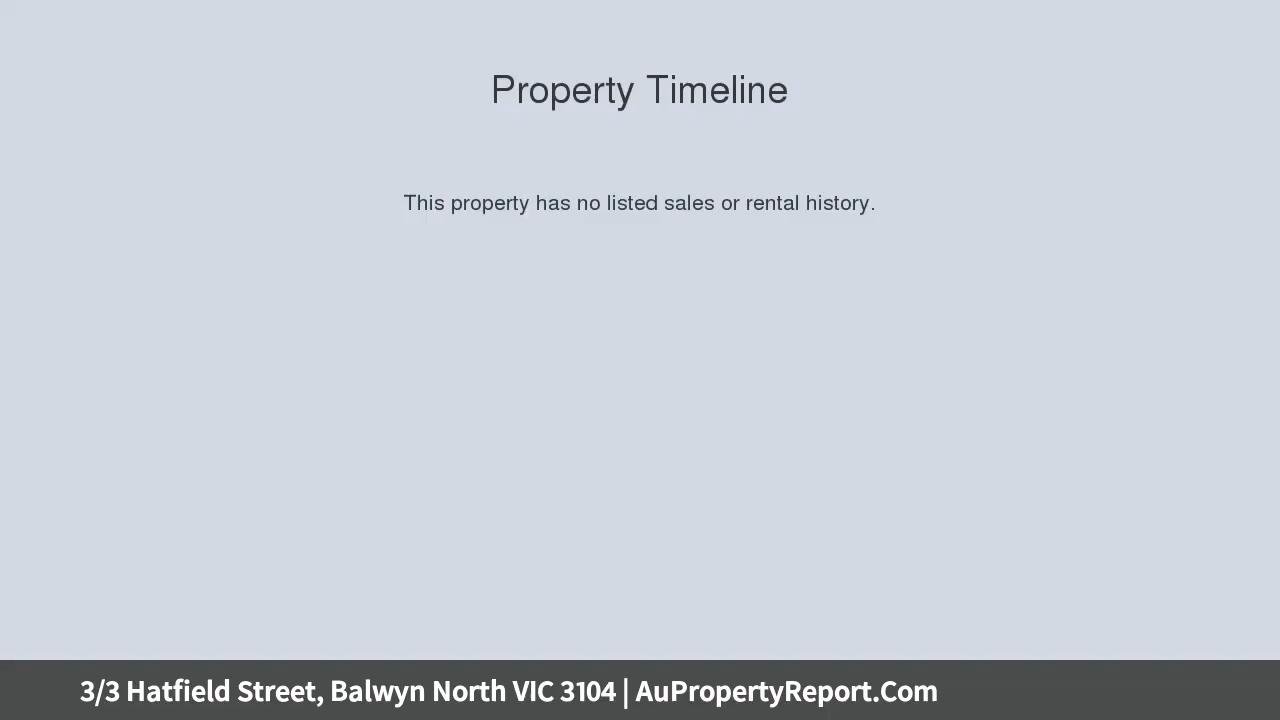 Property Timeline
This property has no listed sales or rental history.
3/3 Hatfield Street, Balwyn North VIC 3104 | AuPropertyReport.Com